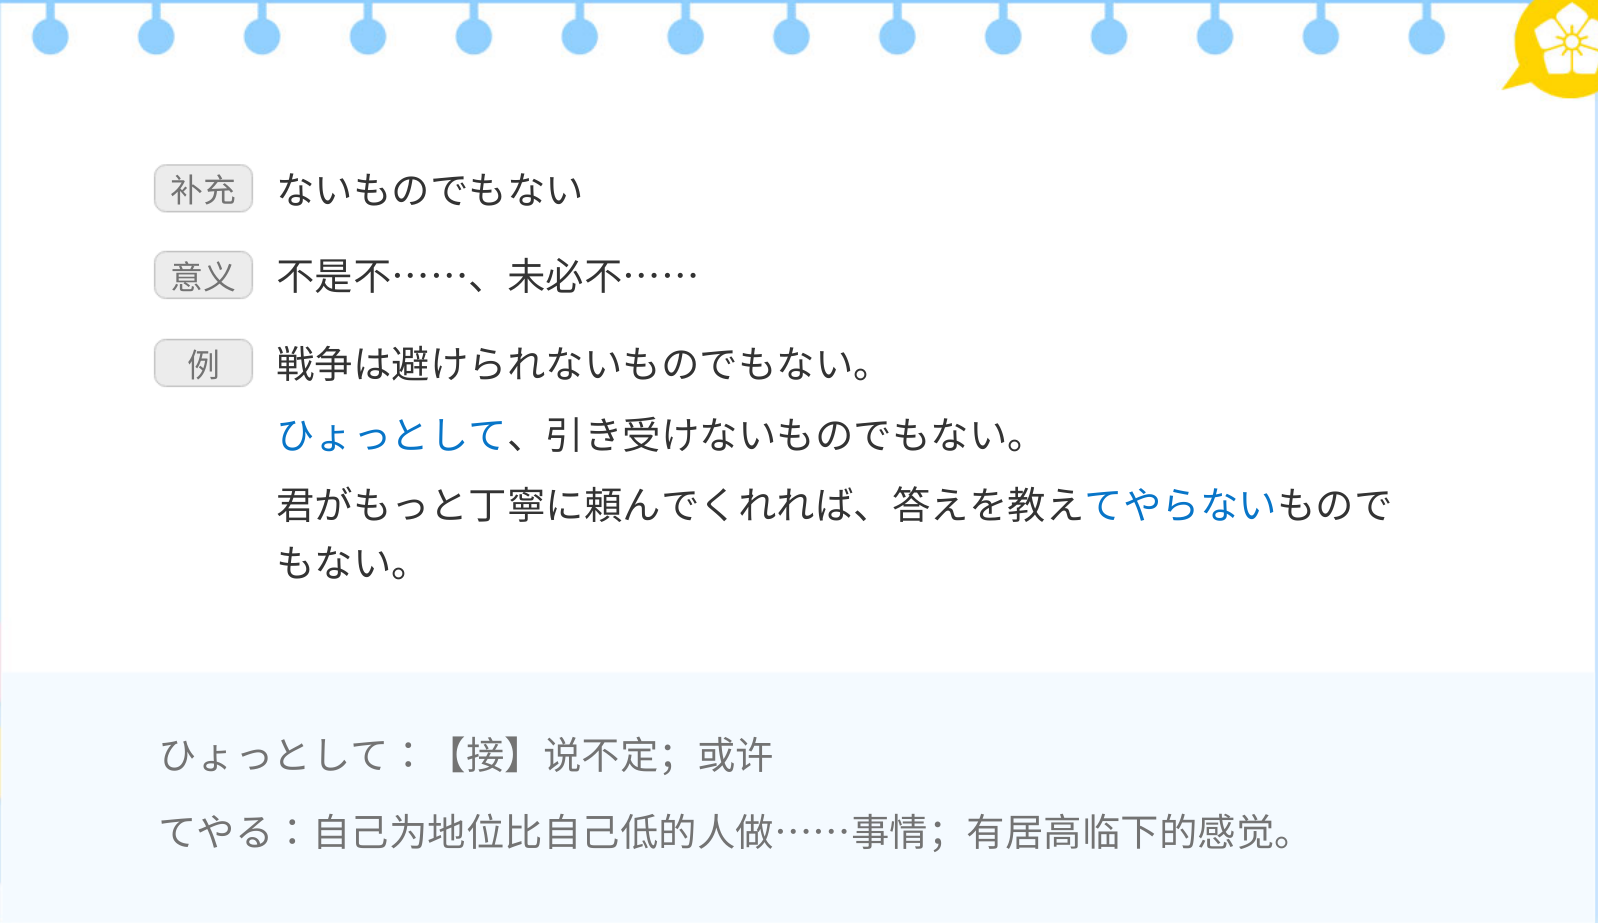 补充 ないものでもない
意义 不是不……、未必不……
例 戦争は避けられないものでもない。
ひょっとして、引き受けないものでもない。
君がもっと丁寧に頼んでくれれば、答えを教えてやらないもので
もない。
ひょっとして：【接】说不定；或许
てやる：自己为地位比自己低的人做……事情；有居高临下的感觉。